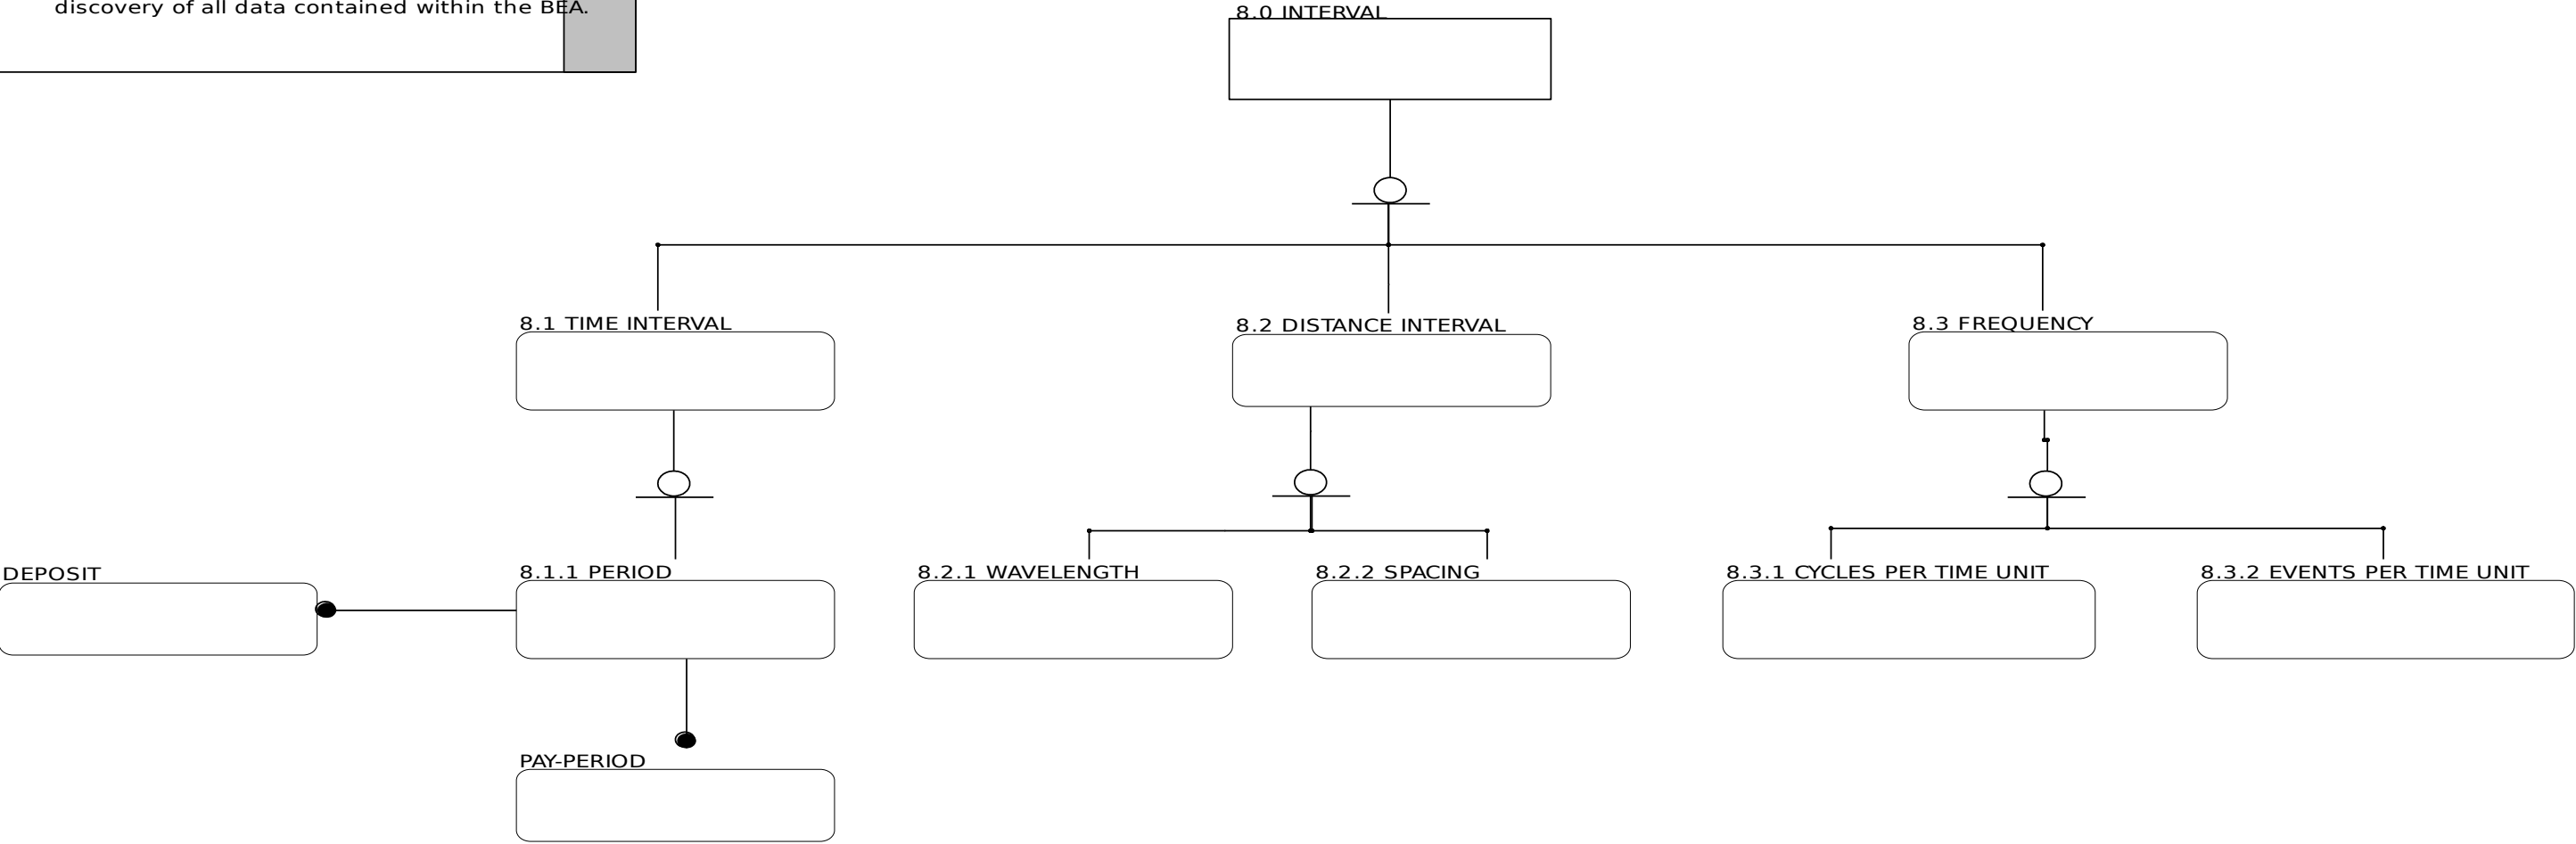 discovery of all data contained within the BEA.
8.0 INTERVAL
8.1 TIME INTERVAL
8.2 DISTANCE INTERVAL
8.3 FREQUENCY
DEPOSIT
8.1.1 PERIOD
8.2.1 WAVELENGTH
8.2.2 SPACING
8.3.1 CYCLES PER TIME UNIT
8.3.2 EVENTS PER TIME UNIT
PAY-PERIOD